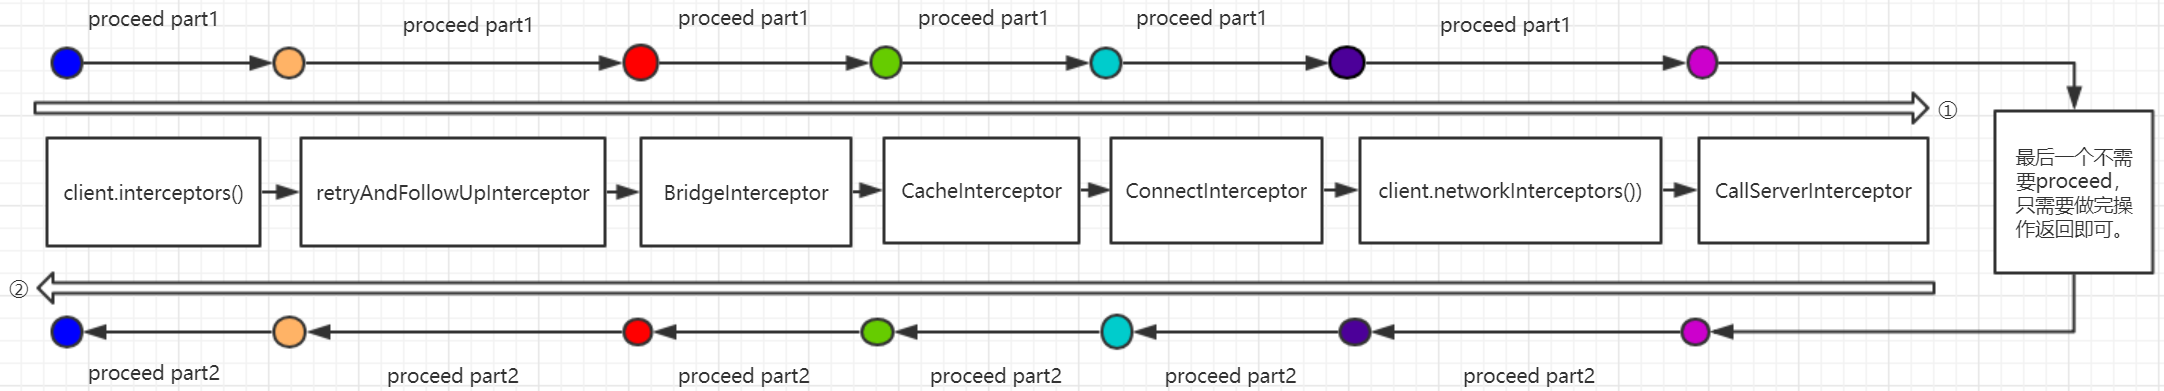 proceed part1
proceed part1
proceed part1
proceed part1
proceed part1
proceed part1
①
client.interceptors()
retryAndFollowUpInterceptor
BridgeInterceptor
CacheInterceptor
ConnectInterceptor
client.networkInterceptors())
CallServerInterceptor
最后一个不需
要proceed，
只需要做完操
作返回即可。
②
proceed part2
proceed part2
proceed part2
proceed part2
proceed part2
proceed part2